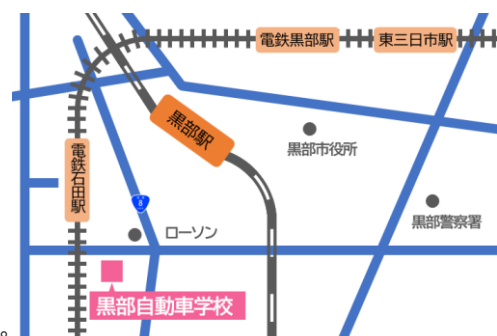 電鉄黒部駅
東三日市駅
黒部駅
黒部市役所
電鉄石田駅
8
黒部警察署
ローソン
黒部自動車学校
。